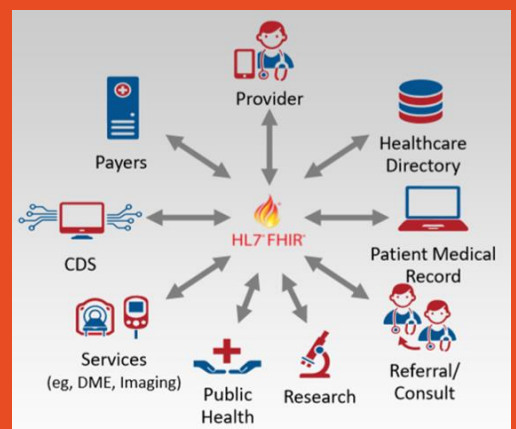 Provider
Payers
Healthcare
Directory
HL7® FHIR®
CDS
Patient Medical
Record
Services
(eg, DME, Imaging)
Public
Health
Research
Referral/
Consult